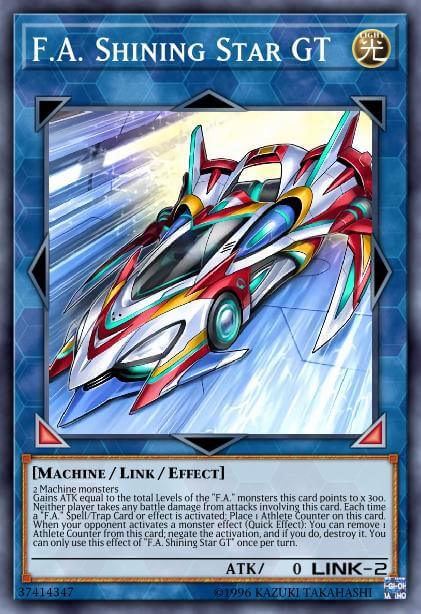 F.A. Shining Star GT
LIGHT
光
[Machine / Link / Effect]
2 Machine monsters
Gains ATK equal to the total Levels of the "F.A." monsters this card points to x 300.
Neither player takes any battle damage from attacks involving this card. Each time
a "F.A." Spell/Trap Card or effect is activated: Place 1 Athlete Counter on this card.
When your opponent activates a monster effect (Quick Effect): You can remove 1
Athlete Counter from this card; negate the activation, and if you do, destroy it. You
can only use this effect of "F.A. Shining Star GT" once per turn.
ATK/ 0 LINK-2
37414347 ©1996 KAZUKI TAKAHASHI